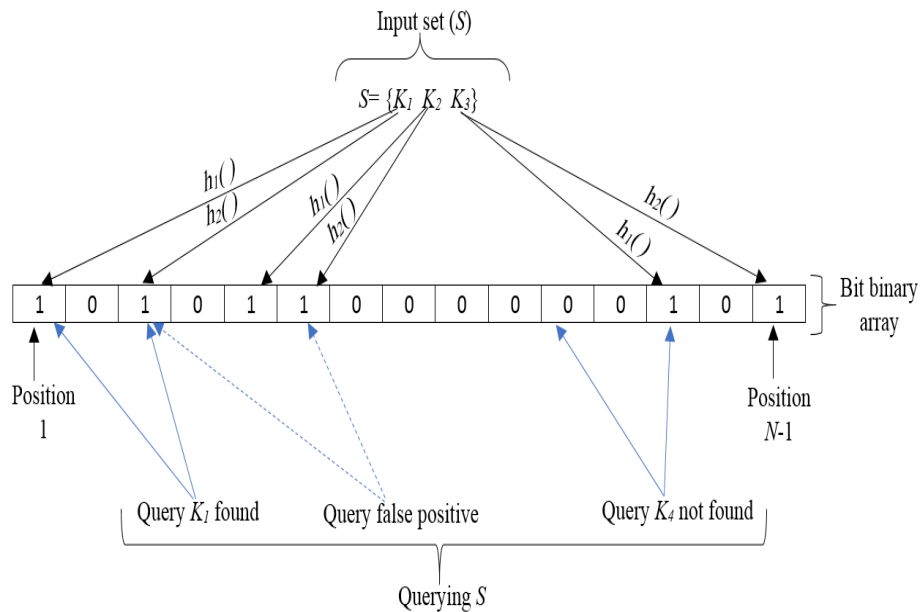 Input set (S)
S= {K1 K2 K3}
h1()
h2()
h1()
h2()
h2()
h1()
1 0 1 0 1 1 0 0 0 0 0 0 1 0 1
Bit binary
array
Position
1
Position
N-1
Query K1 found
Query false positive
Query K4 not found
Querying S